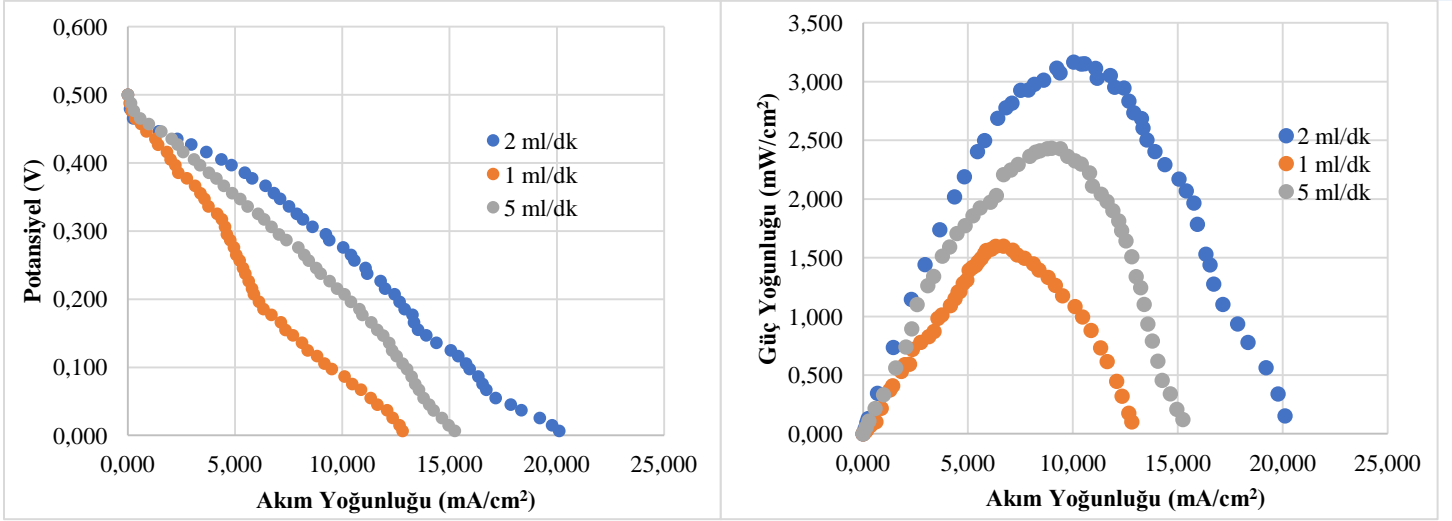 0,600
0,500
0,400
0,300
0,200
0,100
0,000
Potansiyel (V)
2 ml/dk
1 ml/dk
5 ml/dk
0,000 5,000 10,000 15,000 20,000 25,000
Akım Yoğunluğu (mA/cm²)
3,500
3,000
2,500
2,000
1,500
1,000
0,500
0,000
Güç Yoğunluğu (mW/cm²)
2 ml/dk
1 ml/dk
5 ml/dk
0,000 5,000 10,000 15,000 20,000 25,000
Akım Yoğunluğu (mA/cm²)